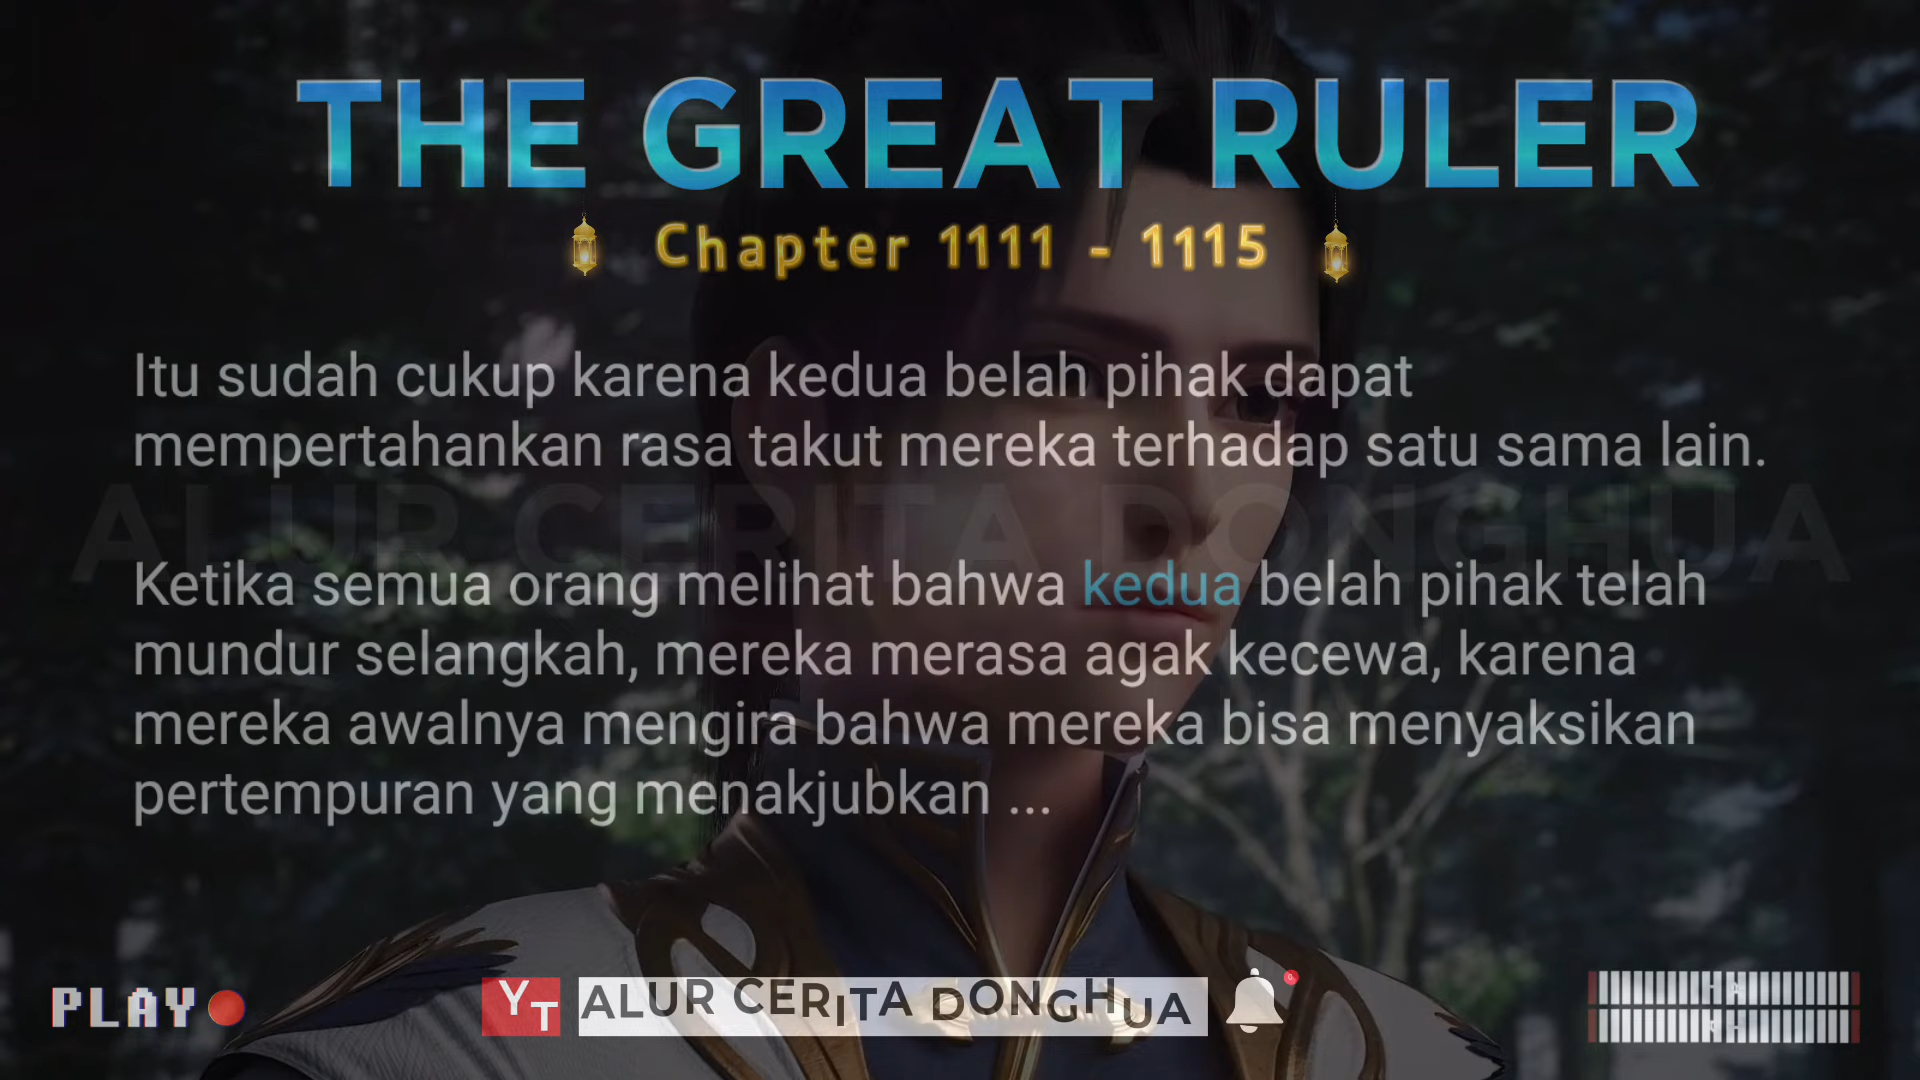 THE GREAT RULER
Chapter 1111 - 1115
Itu sudah cukup karena kedua belah pihak dapat
mempertahankan rasa takut mereka terhadap satu sama lain.
ALUR CERITA DONGHUA
Ketika semua orang melihat bahwa kedua belah pihak telah
mundur selangkah, mereka merasa agak kecewa, karena
mereka awalnya mengira bahwa mereka bisa menyaksikan
pertempuran yang menakjubkan ...
PLAY
YT ALUR CERITA DONGHUA